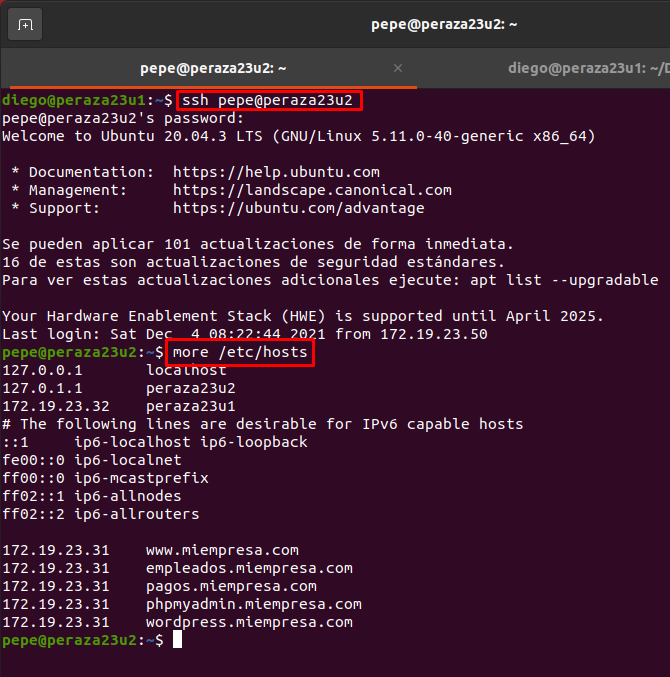 pepe@peraza23u2: ~
pepe@peraza23u2: ~ × diego@peraza23u1: ~/D
diego@peraza23u1:~$ ssh pepe@peraza23u2
pepe@peraza23u2's password:
Welcome to Ubuntu 20.04.3 LTS (GNU/Linux 5.11.0-40-generic x86_64)
* Documentation:  https://help.ubuntu.com
* Management:     https://landscape.canonical.com
* Support:        https://ubuntu.com/advantage
Se pueden aplicar 101 actualizaciones de forma inmediata.
16 de estas son actualizaciones de seguridad estándares.
Para ver estas actualizaciones adicionales ejecute: apt list --upgradable
Your Hardware Enablement Stack (HWE) is supported until April 2025.
Last login: Sat Dec  4 08:22:44 2021 from 172.19.23.50
pepe@peraza23u2:~$ more /etc/hosts
127.0.0.1       localhost
127.0.1.1       peraza23u2
172.19.23.32    peraza23u1
# The following lines are desirable for IPv6 capable hosts
::1     ip6-localhost ip6-loopback
fe00::0 ip6-localnet
ff00::0 ip6-mcastprefix
ff02::1 ip6-allnodes
ff02::2 ip6-allrouters
172.19.23.31    www.miempresa.com
172.19.23.31    empleados.miempresa.com
172.19.23.31    pagos.miempresa.com
172.19.23.31    phpmyadmin.miempresa.com
172.19.23.31    wordpress.miempresa.com
pepe@peraza23u2:~$